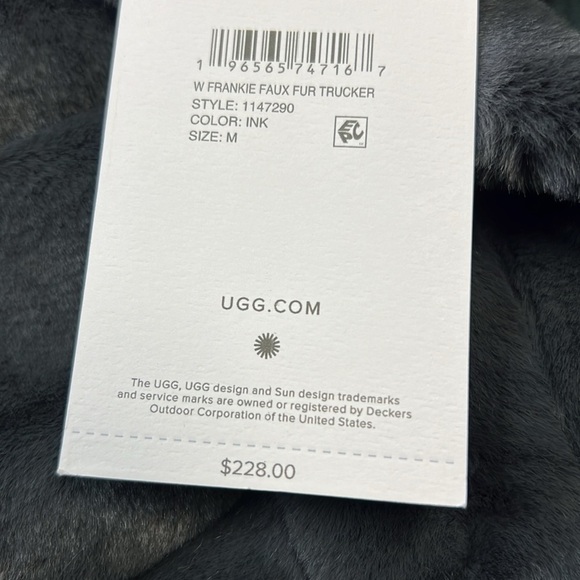 1 96565 74716 7
W FRANKIE FAUX FUR TRUCKER
STYLE: 1147290
COLOR: INK
SIZE: M
EPC
UGG.COM
The UGG, UGG design and Sun design trademarks
and service marks are owned or registered by Deckers
Outdoor Corporation of the United States.
$228.00